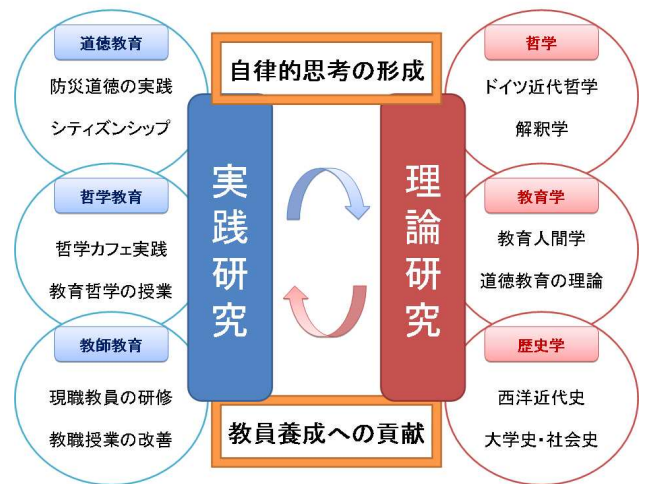 自律的思考の形成
道徳教育
防災道徳の実践
シティズンシップ
哲学教育
哲学カフェ実践
教育哲学の授業
教師教育
現職教員の研修
教職授業の改善
実践研究
理論研究
哲学
ドイツ近代哲学
解釈学
教育学
教育人間学
道徳教育の理論
歴史学
西洋近代史
大学史・社会史
教員養成への貢献